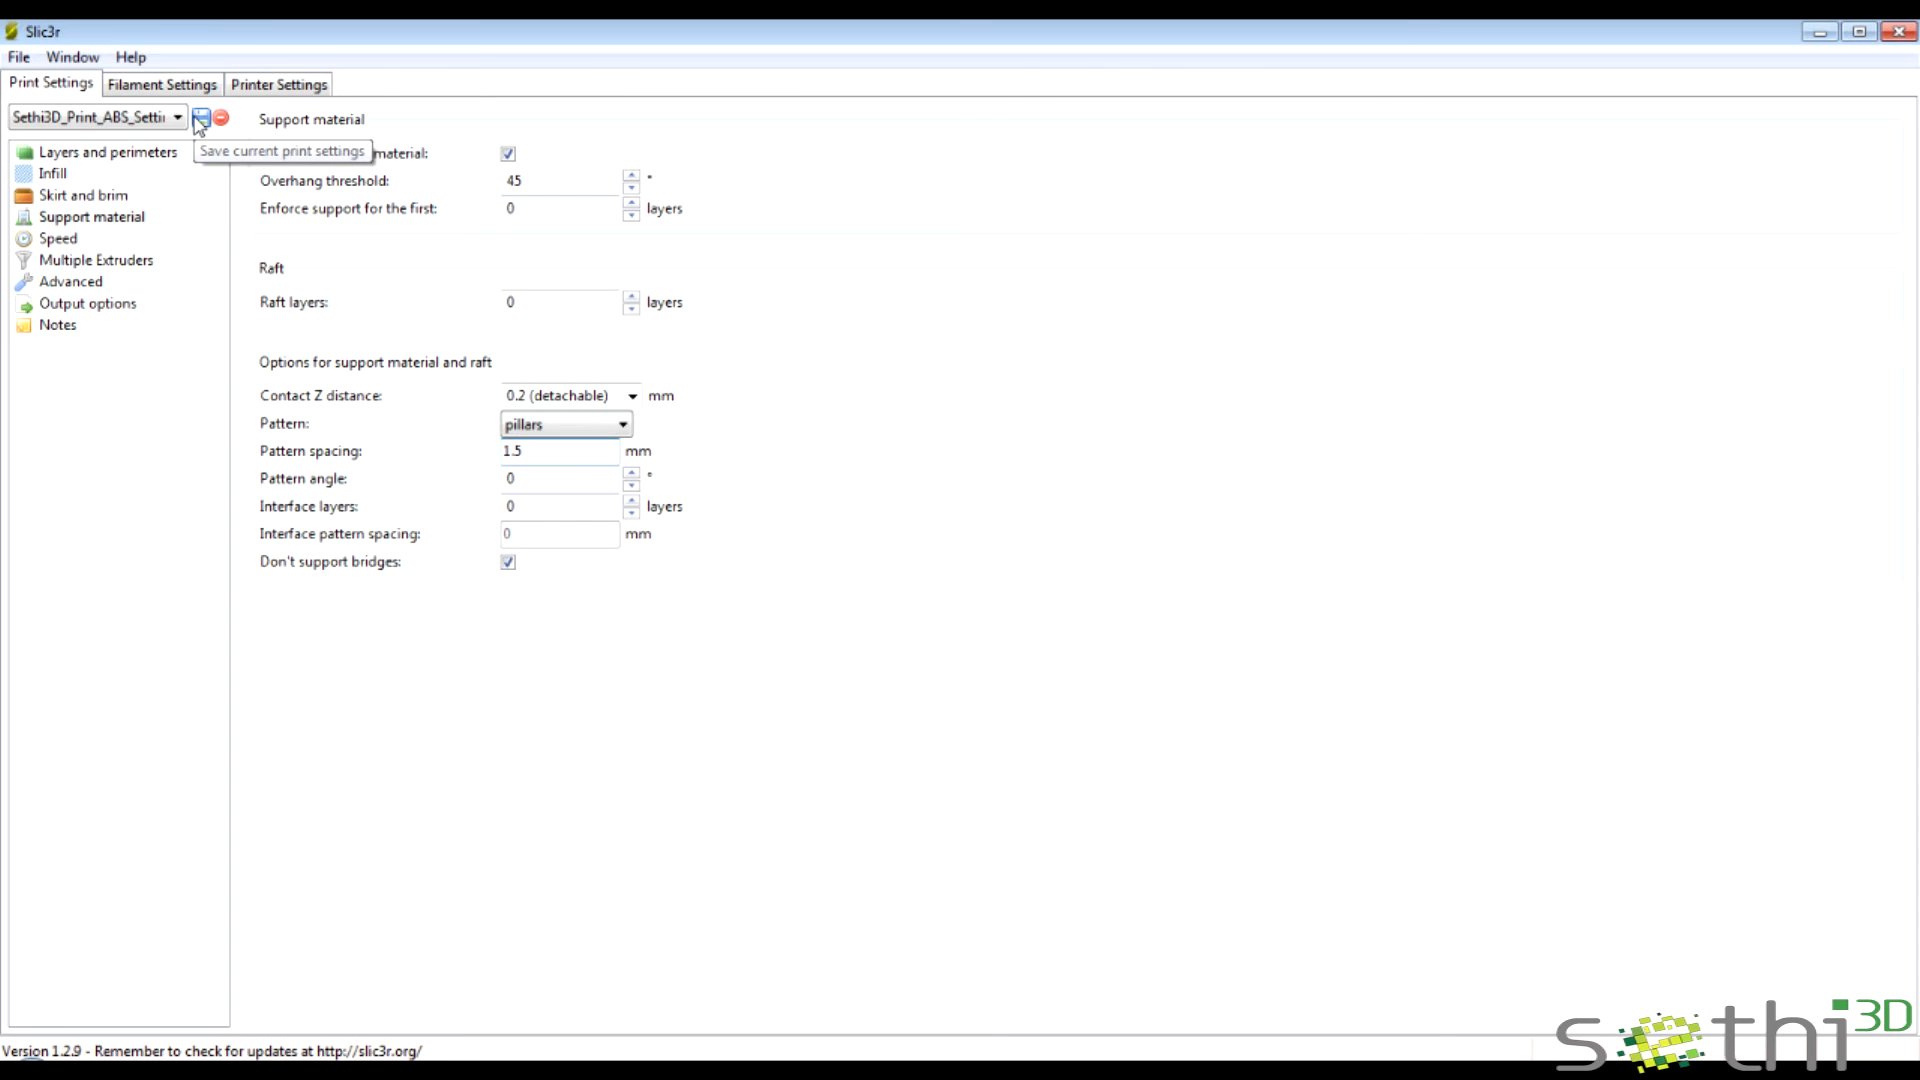 Slic3r
File Window Help
Print Settings Filament Settings Printer Settings
Sethi3D_Print_ABS_Settii
Support material
Layers and perimeters
Save current print settings
material:
Infill
Overhang threshold: 45 °
Skirt and brim
Enforce support for the first: 0 layers
Support material
Speed
Multiple Extruders
Raft
Advanced
Output options
Raft layers: 0 layers
Notes
Options for support material and raft
Contact Z distance: 0.2 (detachable) mm
Pattern: pillars
Pattern spacing: 1.5 mm
Pattern angle: 0 °
Interface layers: 0 layers
Interface pattern spacing: 0 mm
Don't support bridges:
sethi3D
Version 1.2.9 - Remember to check for updates at http://slic3r.org/